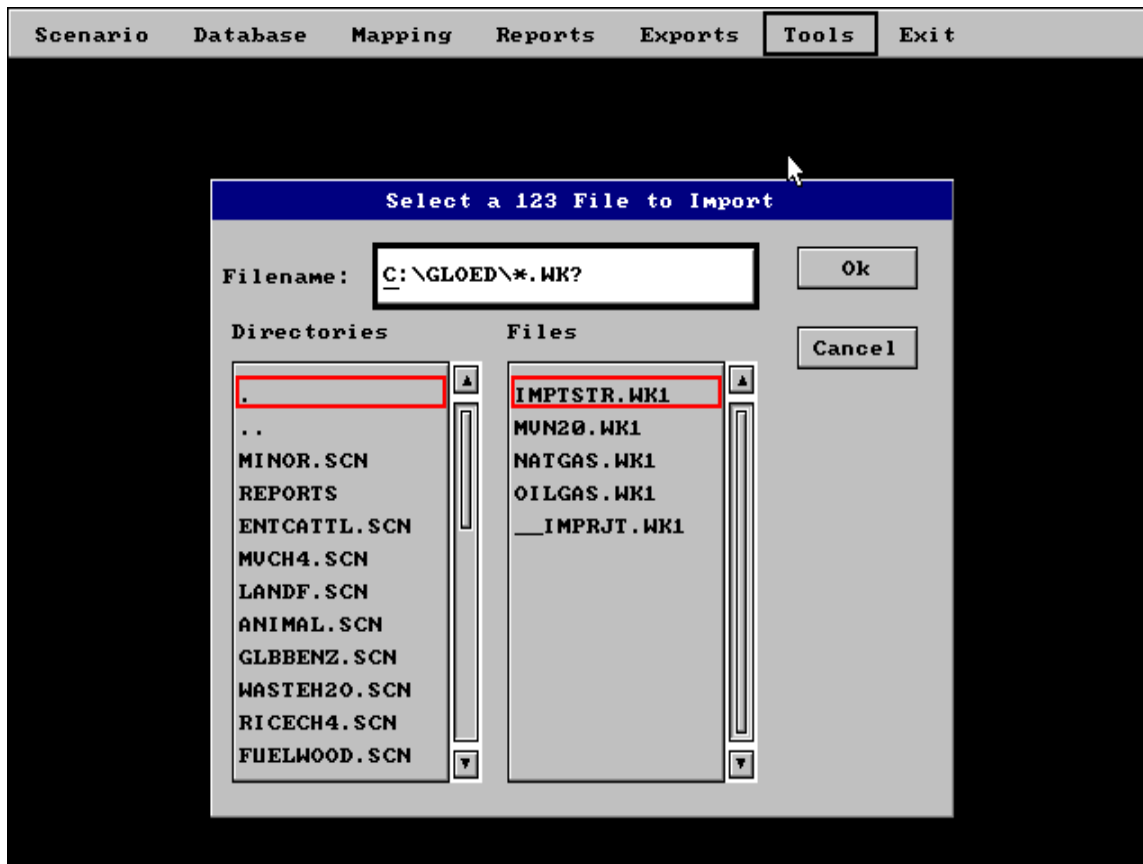 Scenario Database Mapping Reports Exports Tools Exit
Select a 123 File to Import
Filename: C:\GLOED\*.WK?
Ok
Cancel
Directories
.
..
MINOR.SCN
REPORTS
ENTCATTL.SCN
MVCH4.SCN
LANDF.SCN
ANIMAL.SCN
GLBBENZ.SCN
WASTEH2O.SCN
RICECH4.SCN
FUELWOOD.SCN
Files
IMPTSTR.WK1
MVN20.WK1
NATGAS.WK1
OILGAS.WK1
__IMPRJT.WK1